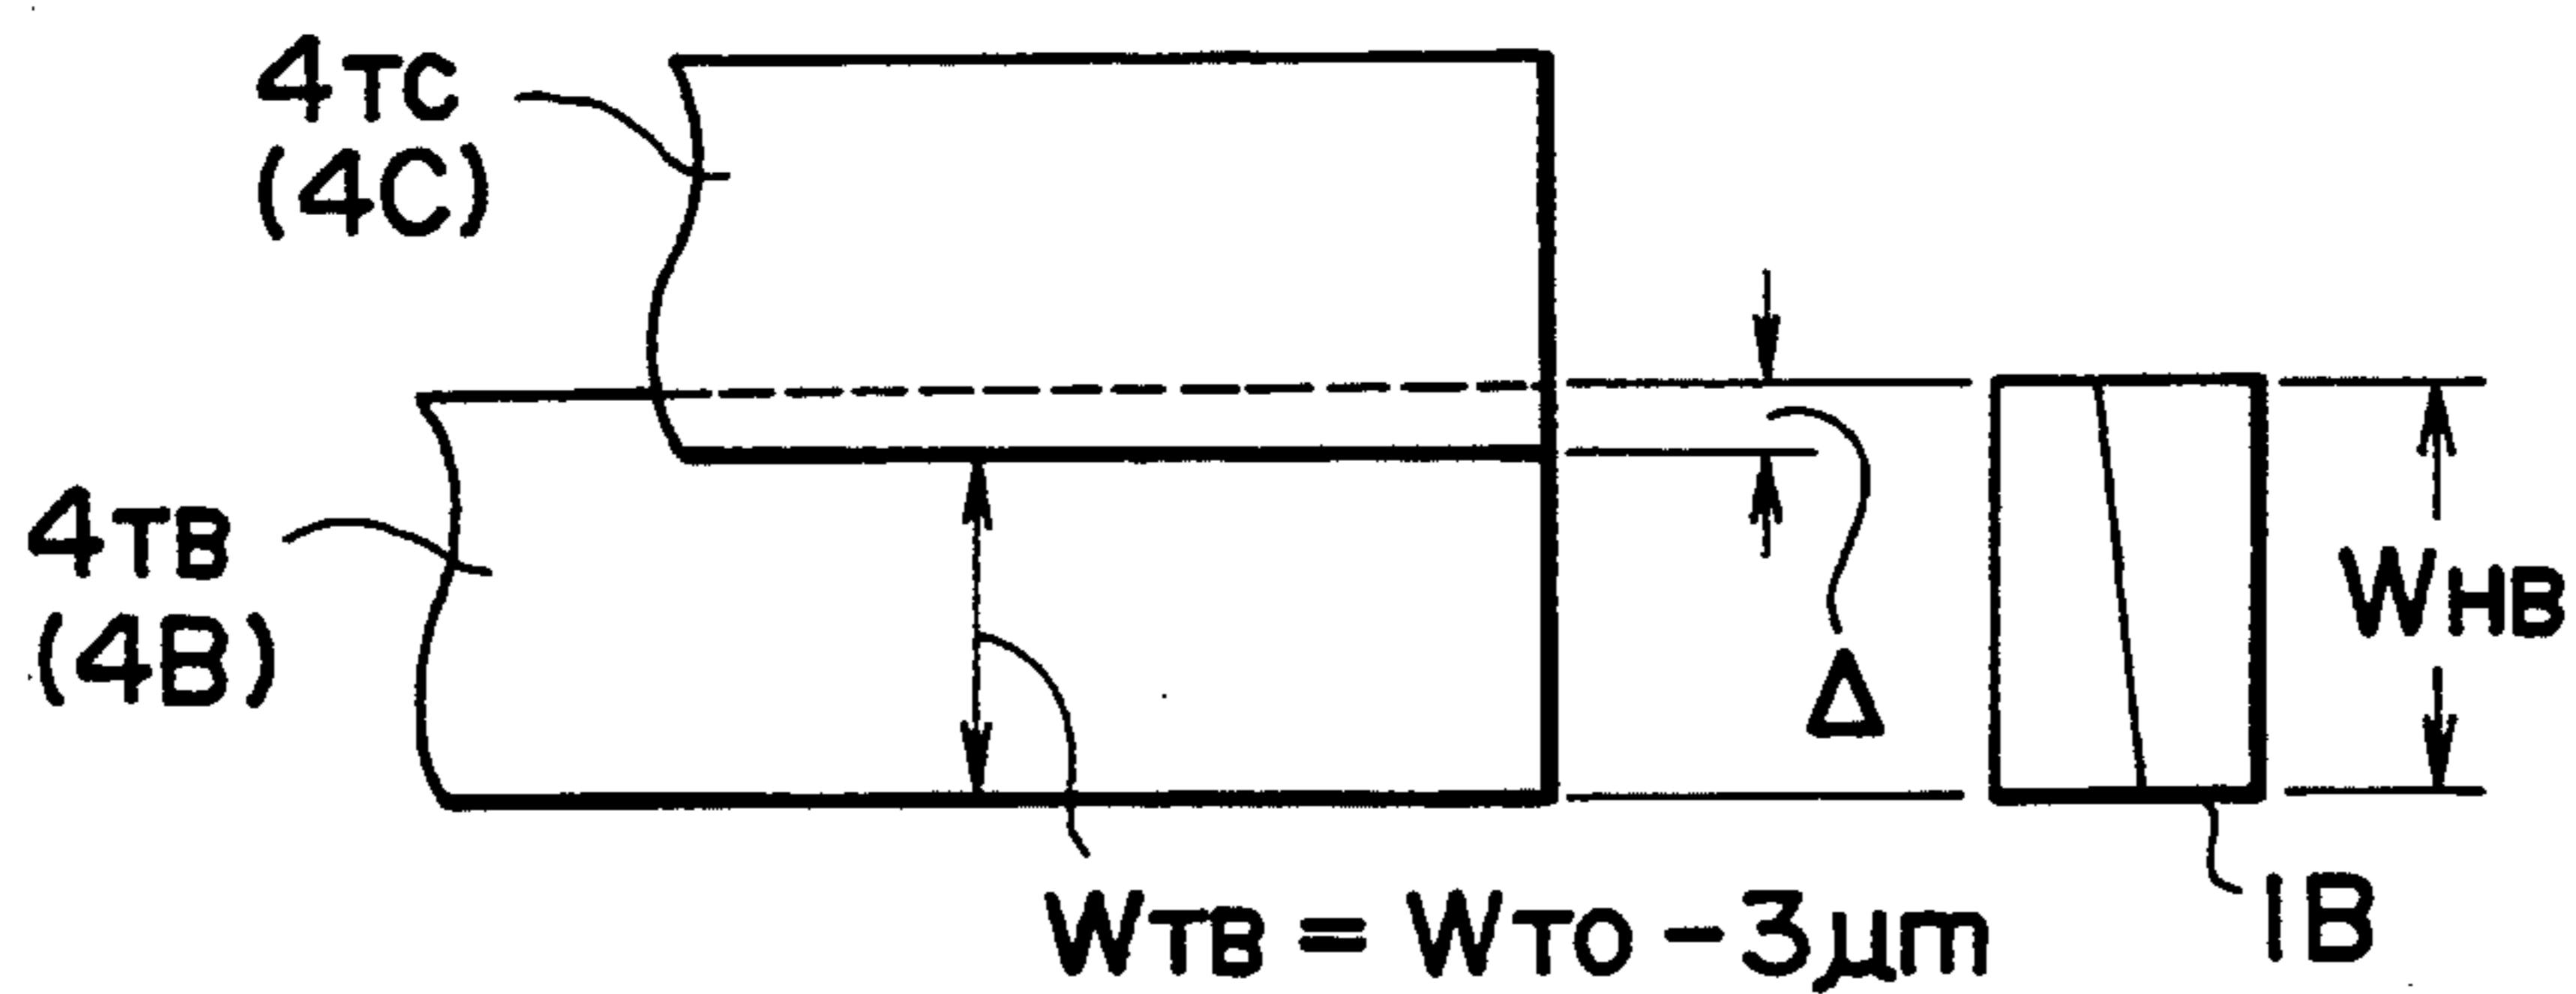 4TC
(4C)
4TB
(4B)
WHB
Δ
1B
WTB = WTO - 3μm